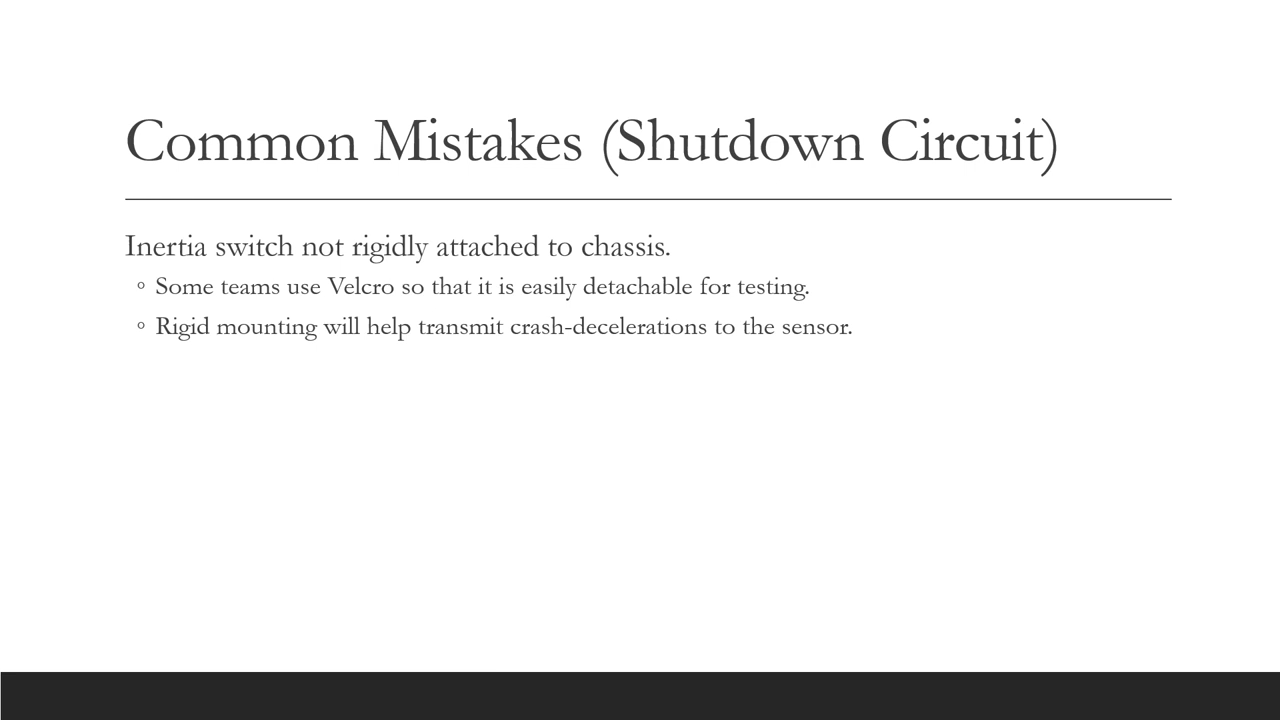 Common Mistakes (Shutdown Circuit)
Inertia switch not rigidly attached to chassis.
◦ Some teams use Velcro so that it is easily detachable for testing.
◦ Rigid mounting will help transmit crash-decelerations to the sensor.